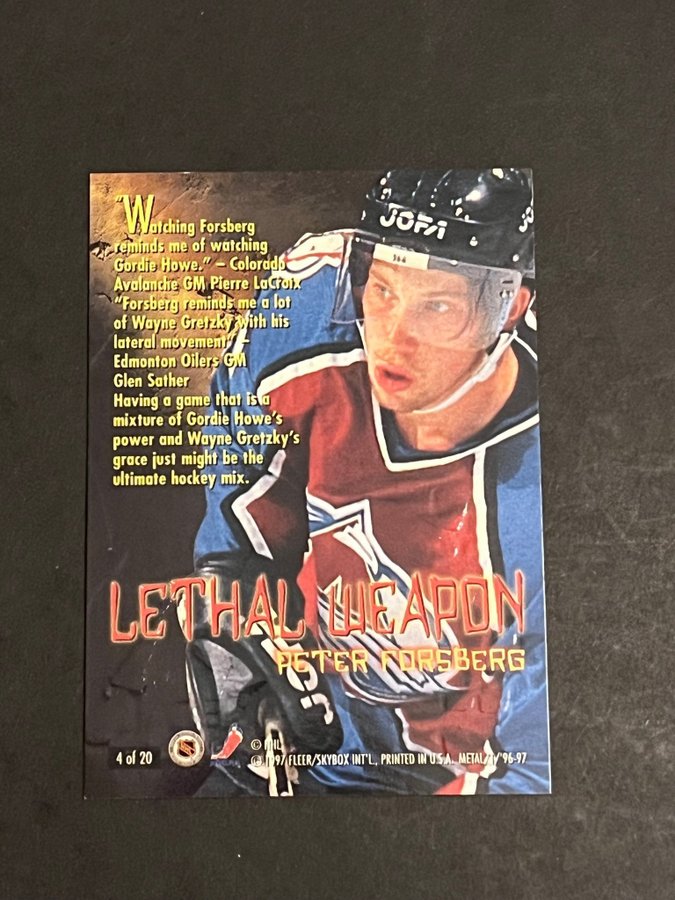 JOFA
"Watching Forsberg
reminds me of watching
Gordie Howe." – Colorado
Avalanche GM Pierre LaCroix
"Forsberg reminds me a lot
of Wayne Gretzky with his
lateral movement" –
Edmonton Oilers GM
Glen Sather
Having a game that is a
mixture of Gordie Howe's
power and Wayne Gretzky's
grace just might be the
ultimate hockey mix.
LETHAL WEAPON
PETER FORSBERG
4 of 20
© NHL
1997 FLEER/SKYBOX INT'L., PRINTED IN U.S.A. METAL '96-97